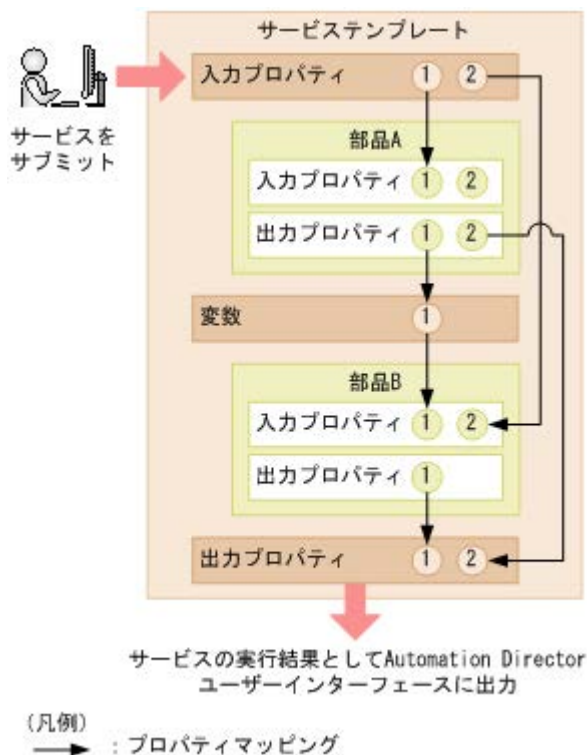 サービステンプレート
入力プロパティ 1 2
サービスを
サブミット
部品A
入力プロパティ 1 2
出力プロパティ 1 2
変数 1
部品B
入力プロパティ 1 2
出力プロパティ 1
出力プロパティ 1 2
サービスの実行結果としてAutomation Director
ユーザーインターフェースに出力
(凡例)
：プロパティマッピング